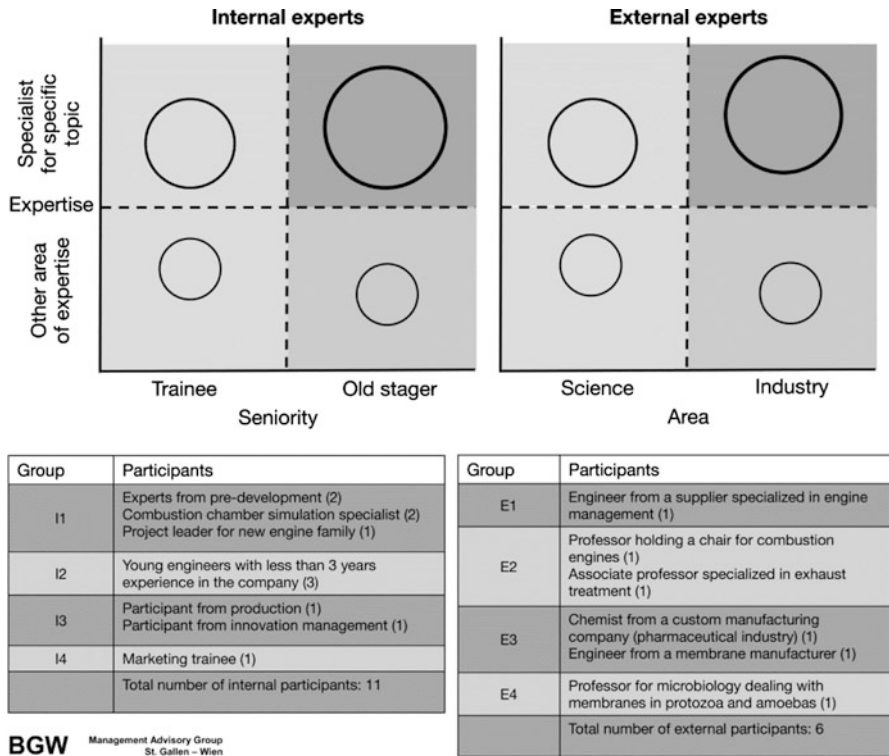 Internal experts
External experts
Specialist
for specific
topic
Expertise
Other area
of expertise
Trainee
Old stager
Seniority
Science
Industry
Area
Group
Participants
I1
Experts from pre-development (2)
Combustion chamber simulation specialist (2)
Project leader for new engine family (1)
I2
Young engineers with less than 3 years
experience in the company (3)
I3
Participant from production (1)
Participant from innovation management (1)
I4
Marketing trainee (1)
Total number of internal participants: 11
Group
Participants
E1
Engineer from a supplier specialized in engine
management (1)
E2
Professor holding a chair for combustion
engines (1)
Associate professor specialized in exhaust
treatment (1)
E3
Chemist from a custom manufacturing
company (pharmaceutical industry) (1)
Engineer from a membrane manufacturer (1)
E4
Professor for microbiology dealing with
membranes in protozoa and amoebas (1)
Total number of external participants: 6
BGW
Management Advisory Group
St. Gallen – Wien